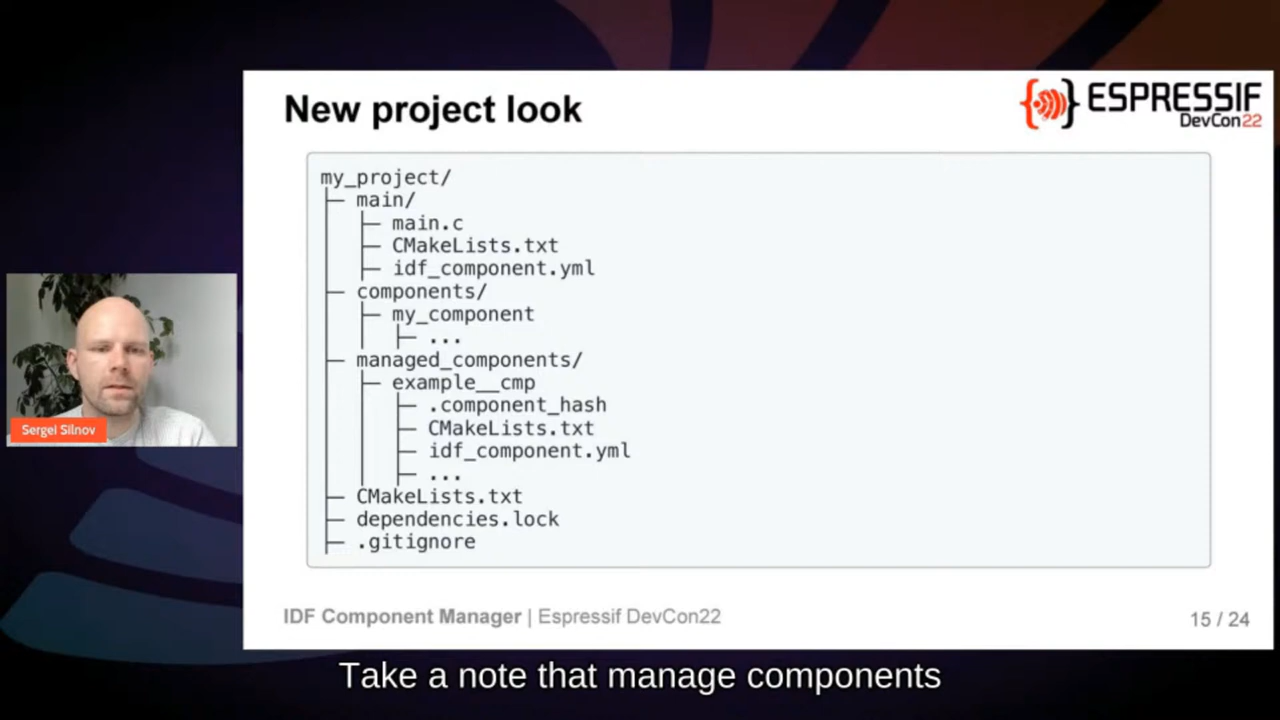 New project look
{ } ESPRESSIF
DevCon22
my_project/
├─ main/
│  ├─ main.c
│  ├─ CMakeLists.txt
│  ├─ idf_component.yml
├─ components/
│  ├─ my_component
│  │  ├─ ...
├─ managed_components/
│  ├─ example__cmp
│  │  ├─ .component_hash
│  │  ├─ CMakeLists.txt
│  │  ├─ idf_component.yml
│  │  ├─ ...
├─ CMakeLists.txt
├─ dependencies.lock
├─ .gitignore
Sergei Silnov
IDF Component Manager | Espressif DevCon22
15 / 24
Take a note that manage components